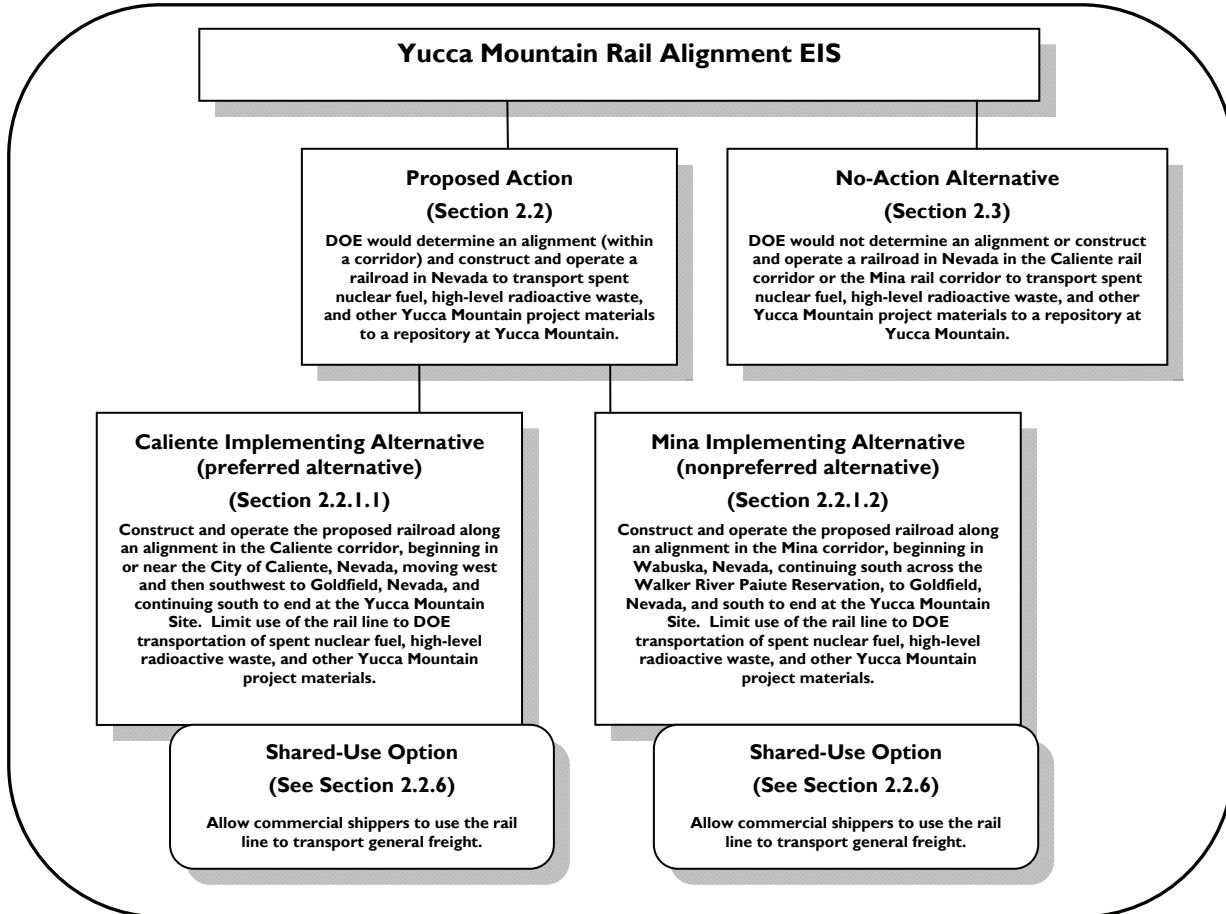 Yucca Mountain Rail Alignment EIS
Proposed Action
(Section 2.2)
DOE would determine an alignment (within
a corridor) and construct and operate a
railroad in Nevada to transport spent
nuclear fuel, high-level radioactive waste,
and other Yucca Mountain project materials
to a repository at Yucca Mountain.
No-Action Alternative
(Section 2.3)
DOE would not determine an alignment or construct
and operate a railroad in Nevada in the Caliente rail
corridor or the Mina rail corridor to transport spent
nuclear fuel, high-level radioactive waste, and other
Yucca Mountain project materials to a repository at
Yucca Mountain.
Caliente Implementing Alternative
(preferred alternative)
(Section 2.2.1.1)
Construct and operate the proposed railroad along
an alignment in the Caliente corridor, beginning in
or near the City of Caliente, Nevada, moving west
and then southwest to Goldfield, Nevada, and
continuing south to end at the Yucca Mountain
Site. Limit use of the rail line to DOE
transportation of spent nuclear fuel, high-level
radioactive waste, and other Yucca Mountain
project materials.
Mina Implementing Alternative
(nonpreferred alternative)
(Section 2.2.1.2)
Construct and operate the proposed railroad along
an alignment in the Mina corridor, beginning in
Wabuska, Nevada, continuing south across the
Walker River Paiute Reservation, to Goldfield,
Nevada, and south to end at the Yucca Mountain
Site. Limit use of the rail line to DOE
transportation of spent nuclear fuel, high-level
radioactive waste, and other Yucca Mountain
project materials.
Shared-Use Option
(See Section 2.2.6)
Allow commercial shippers to use the rail
line to transport general freight.
Shared-Use Option
(See Section 2.2.6)
Allow commercial shippers to use the rail
line to transport general freight.